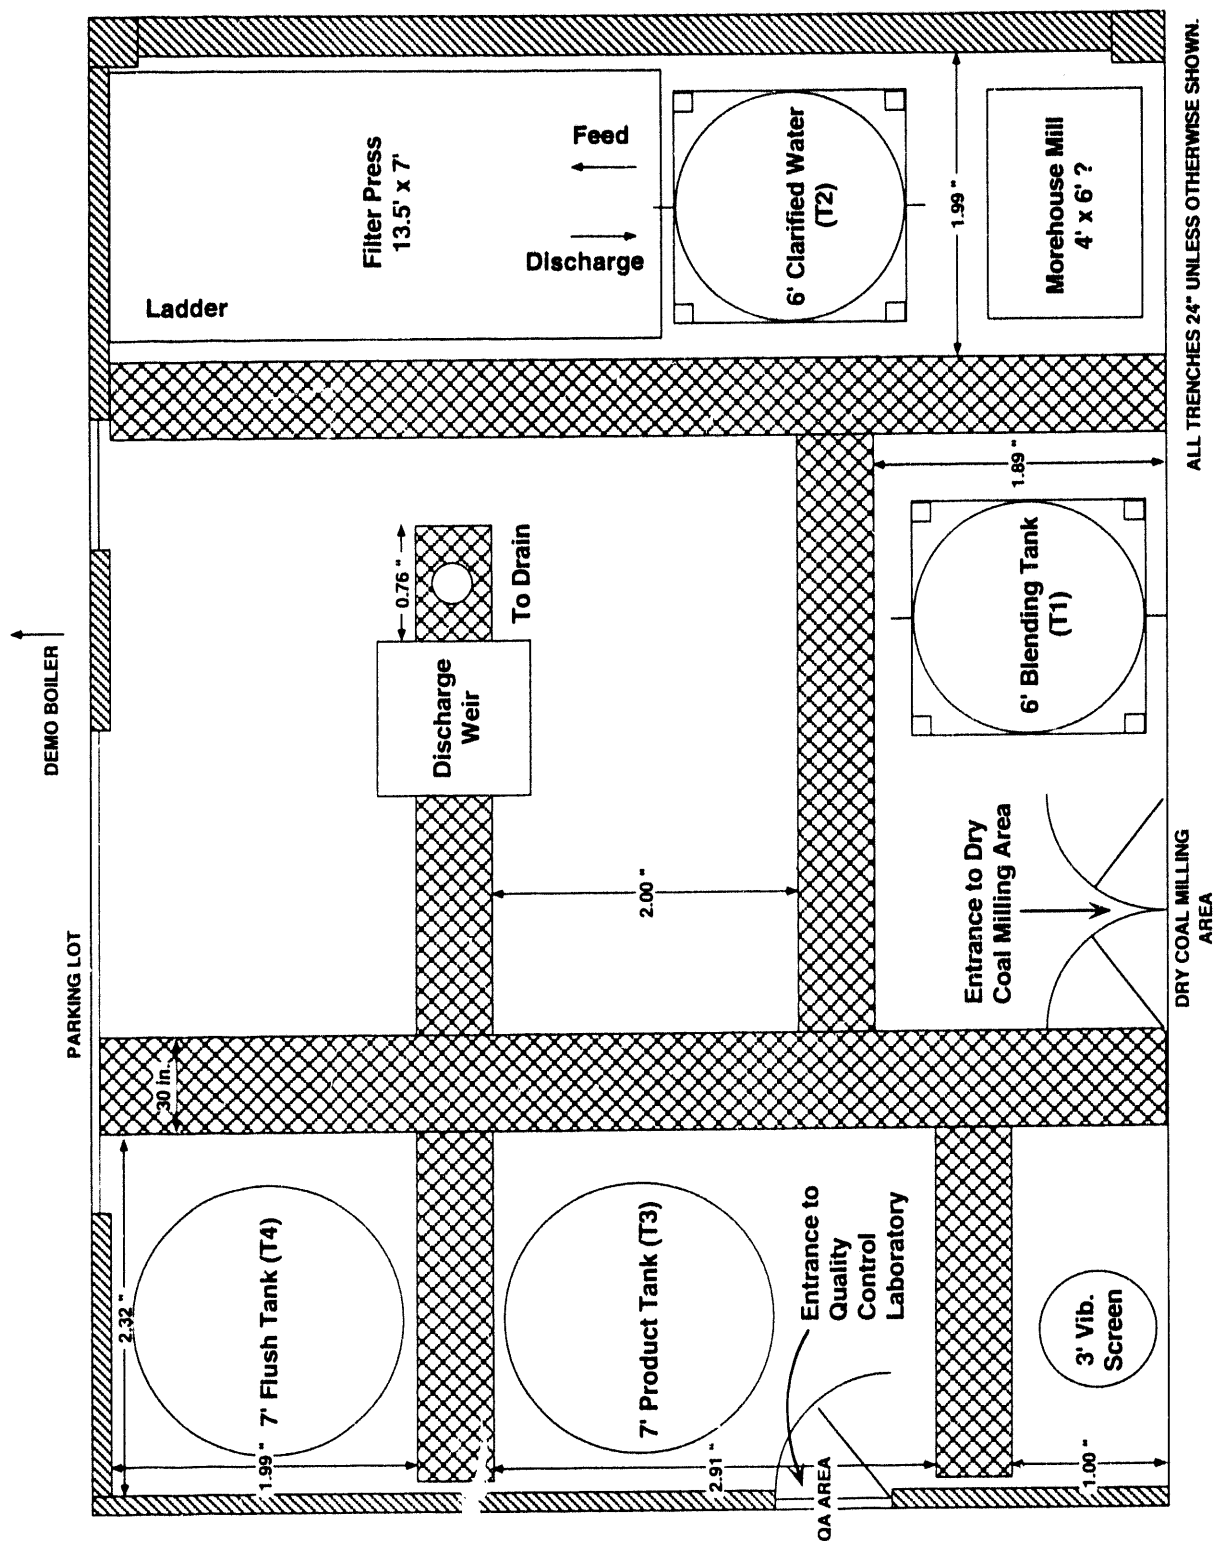 DEMO BOILER
PARKING LOT
Ladder
Filter Press
13.5' x 7'
Feed
Discharge
6' Clarified Water
(T2)
1.99 "
Morehouse Mill
4' x 6' ?
ALL TRENCHES 24" UNLESS OTHERWISE SHOWN.
0.76 "
To Drain
Discharge
Weir
2.00 "
1.89 "
6' Blending Tank
(T1)
Entrance to Dry
Coal Milling Area
DRY COAL MILLING
AREA
30 in.
2.32 "
7' Flush Tank (T4)
1.99 "
7' Product Tank (T3)
2.91 "
Entrance to
Quality
Control
Laboratory
QA AREA
3' Vib.
Screen
1.00 "